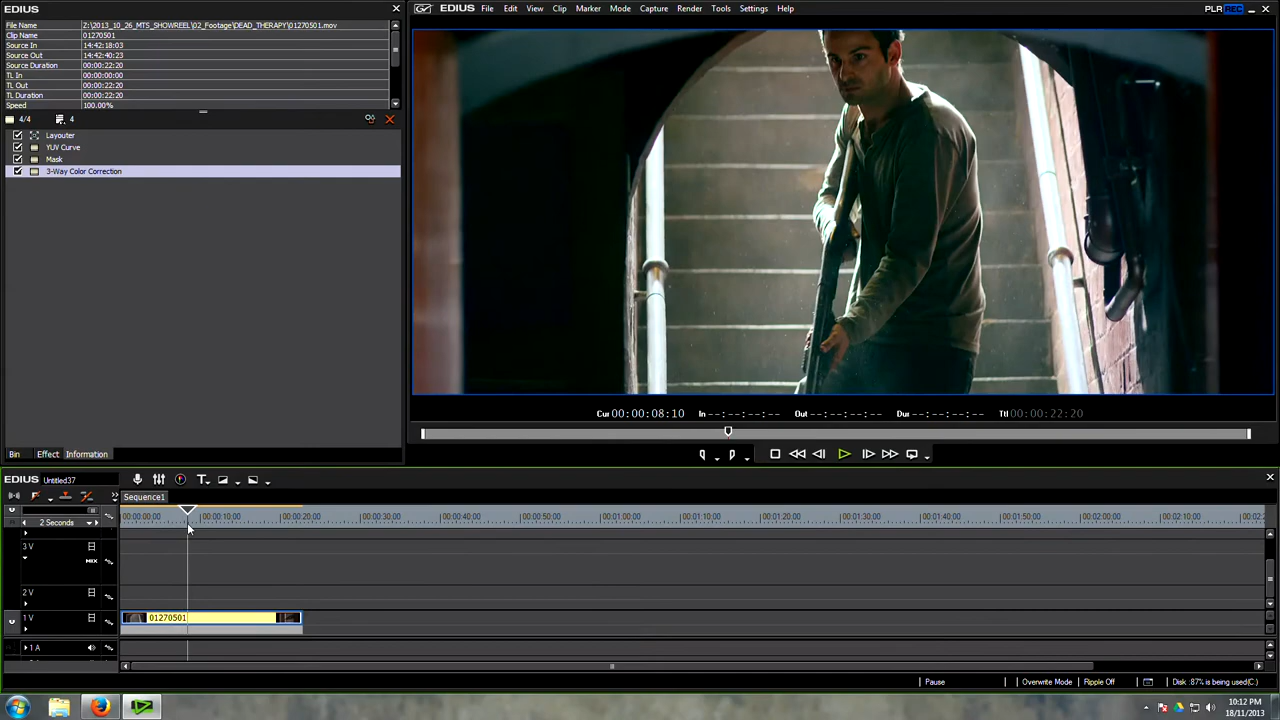 EDIUS
File Name Z:\2013_10_26_MTS_SHOWREEL\02_Footage\DEAD_THERAPY\01270501.mov
Clip Name 01270501
Source In 14:42:18:03
Source Out 14:42:40:23
Source Duration 00:00:22:20
TL In 00:00:00:00
TL Out 00:00:22:20
TL Duration 00:00:22:20
Speed 100.00%
4/4 4
Layouter
YUV Curve
Mask
3-Way Color Correction
Bin Effect Information
EDIUS File Edit View Clip Marker Mode Capture Render Tools Settings Help PLR REC
Cur 00:00:08:10 In --:--:--:-- Out --:--:--:-- Dur --:--:--:-- Ttl 00:00:22:20
EDIUS Untitled37
Sequence1
2 Seconds 00:00:00:00 00:00:10:00 00:00:20:00 00:00:30:00 00:00:40:00 00:00:50:00 00:01:00:00 00:01:10:00 00:01:20:00 00:01:30:00 00:01:40:00 00:01:50:00 00:02:00:00 00:02:10:00
3 V
MIX
2 V
1 V 01270501
1 A
Pause Overwrite Mode Ripple Off Disk :87% is being used(C:)
10:12 PM
18/11/2013